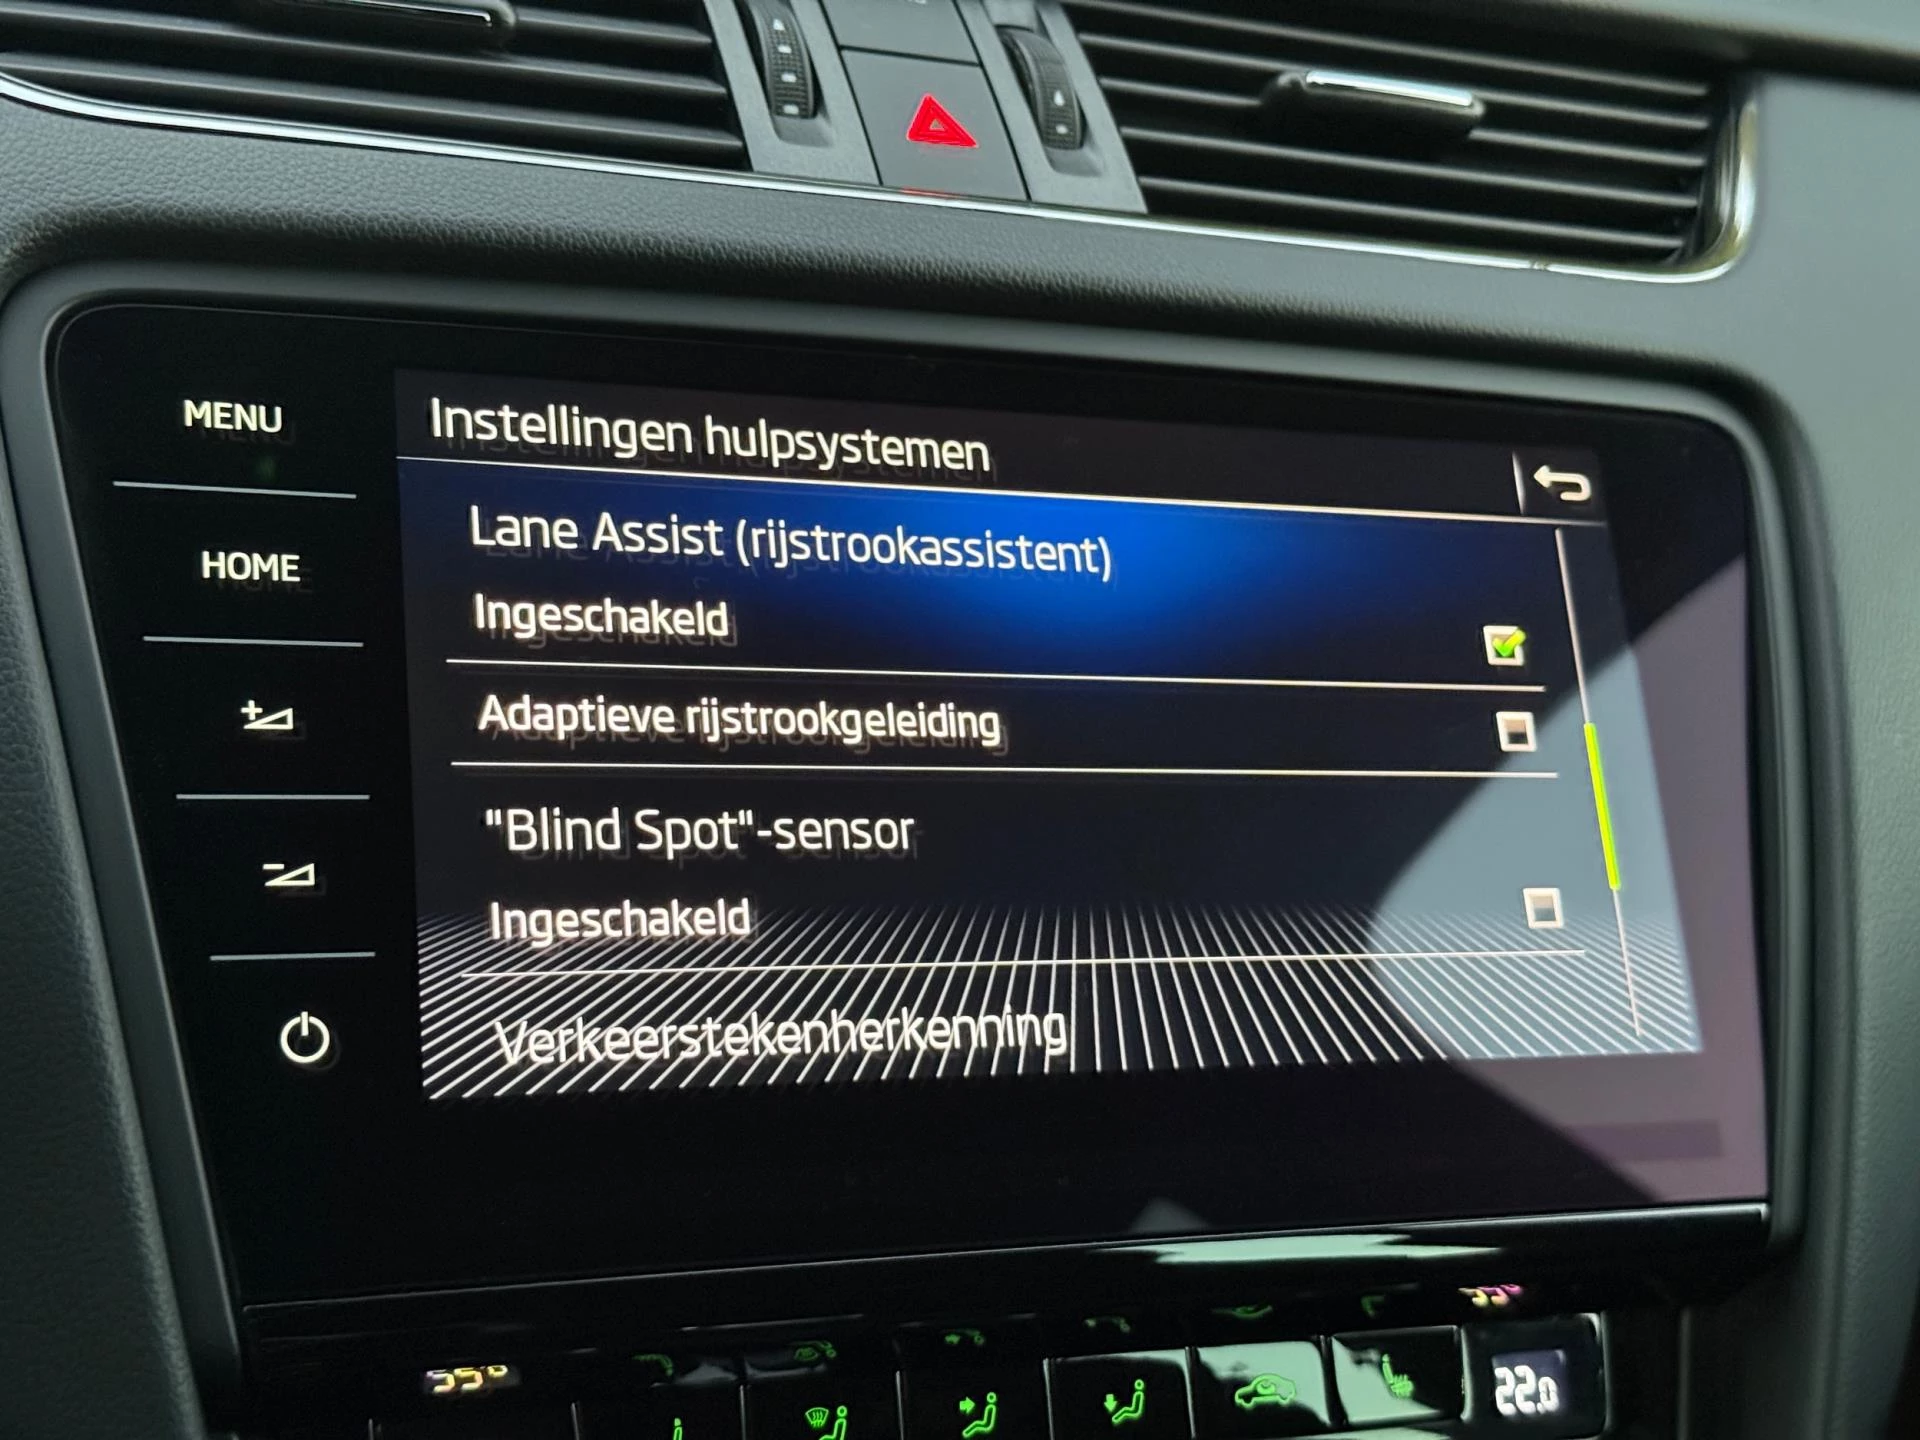 MENU
Instellingen hulpsystemen
Lane Assist (rijstrookassistent)
HOME
Ingeschakeld
Adaptieve rijstrookgeleiding
"Blind Spot"-sensor
Ingeschakeld
Verkeerstekenherkenning
22.0